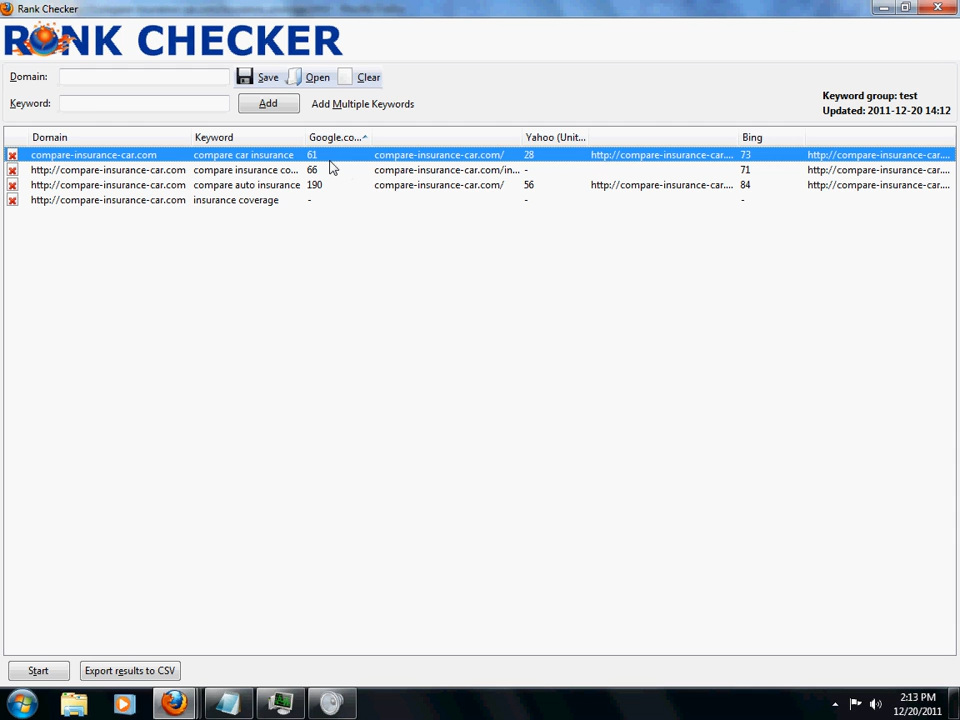 Rank Checker
RANK CHECKER
Domain:
Save Open Clear
Keyword:
Add
Add Multiple Keywords
Keyword group: test
Updated: 2011-12-20 14:12
Domain Keyword Google.co... Yahoo (Unit... Bing
compare-insurance-car.com compare car insurance 61 compare-insurance-car.com/ 28 http://compare-insurance-car.... 73 http://compare-insurance-car....
http://compare-insurance-car.com compare insurance co... 66 compare-insurance-car.com/in... - 71 http://compare-insurance-car....
http://compare-insurance-car.com compare auto insurance 190 compare-insurance-car.com/ 56 http://compare-insurance-car.... 84 http://compare-insurance-car....
http://compare-insurance-car.com insurance coverage - - -
Start
Export results to CSV
2:13 PM
12/20/2011